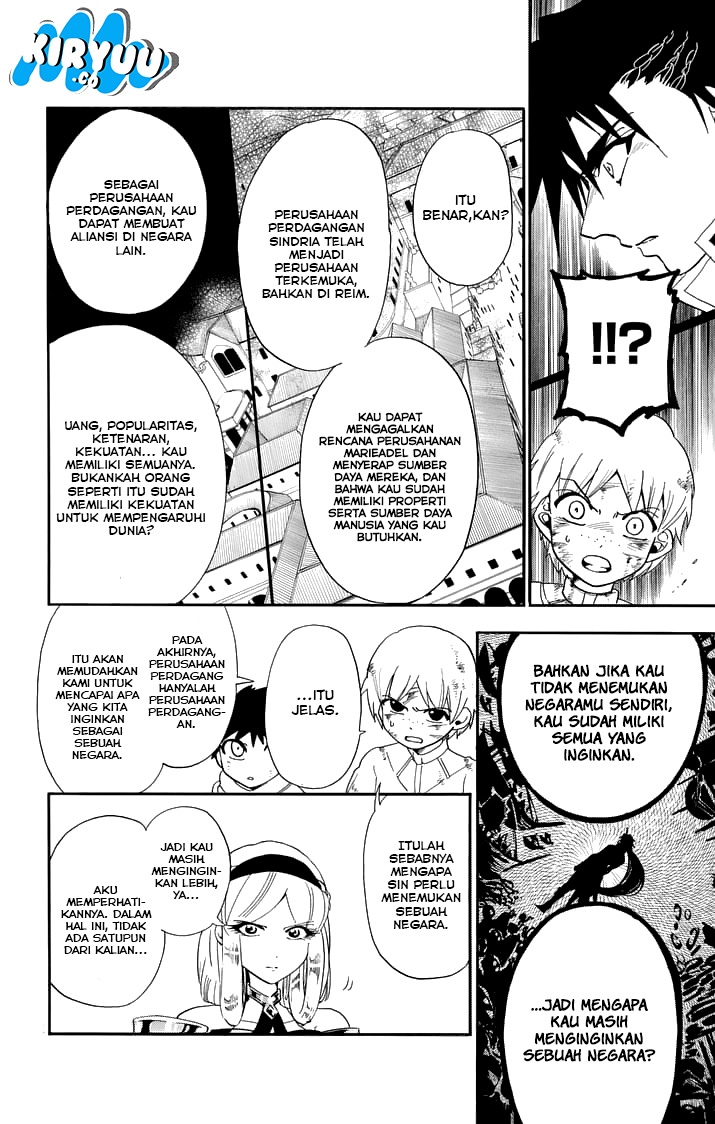 KIRYUU
.CO
!!?
ITU
BENAR,KAN?
PERUSAHAAN
PERDAGANGAN
SINDRIA TELAH
MENJADI
PERUSAHAAN
TERKEMUKA,
BAHKAN DI REIM.
SEBAGAI
PERUSAHAAN
PERDAGANGAN, KAU
DAPAT MEMBUAT
ALIANSI DI NEGARA
LAIN.
KAU DAPAT
MENGAGALKAN
RENCANA PERUSAHANAN
MARIEADEL DAN
MENYERAP SUMBER
DAYA MEREKA, DAN
BAHWA KAU SUDAH
MEMILIKI PROPERTI
SERTA SUMBER DAYA
MANUSIA YANG KAU
BUTUHKAN.
UANG, POPULARITAS,
KETENARAN,
KEKUATAN... KAU
MEMILIKI SEMUANYA.
BUKANKAH ORANG
SEPERTI ITU SUDAH
MEMILIKI KEKUATAN
UNTUK MEMPENGARUHI
DUNIA?
BAHKAN JIKA KAU
TIDAK MENEMUKAN
NEGARAMU SENDIRI,
KAU SUDAH MILIKI
SEMUA YANG
INGINKAN.
...JADI MENGAPA
KAU MASIH
MENGINGINKAN
SEBUAH NEGARA?
...ITU
JELAS.
PADA
AKHIRNYA,
PERUSAHAAN
PERDAGANG
HANYALAH
PERUSAHAAN
PERDAGANG-
AN.
ITU AKAN
MEMUDAHKAN
KAMI UNTUK
MENCAPAI APA
YANG KITA
INGINKAN
SEBAGAI
SEBUAH
NEGARA.
ITULAH
SEBABNYA
MENGAPA
SIN PERLU
MENEMUKAN
SEBUAH
NEGARA.
JADI KAU
MASIH
MENGINGIN-
KAN LEBIH,
YA...
AKU
MEMPERHATI-
KANNYA. DALAM
HAL INI, TIDAK
ADA SATUPUN
DARI KALIAN...